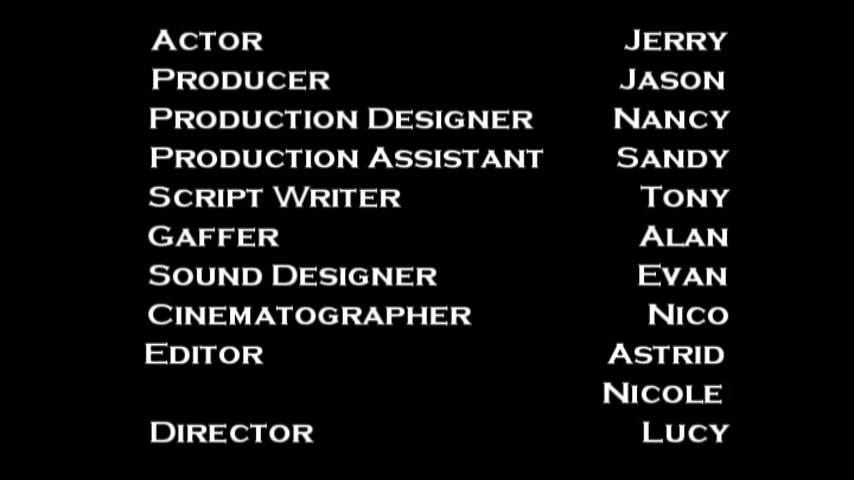 Actor Jerry
Producer Jason
Production Designer Nancy
Production Assistant Sandy
Script Writer Tony
Gaffer Alan
Sound Designer Evan
Cinematographer Nico
Editor Astrid
Nicole
Director Lucy